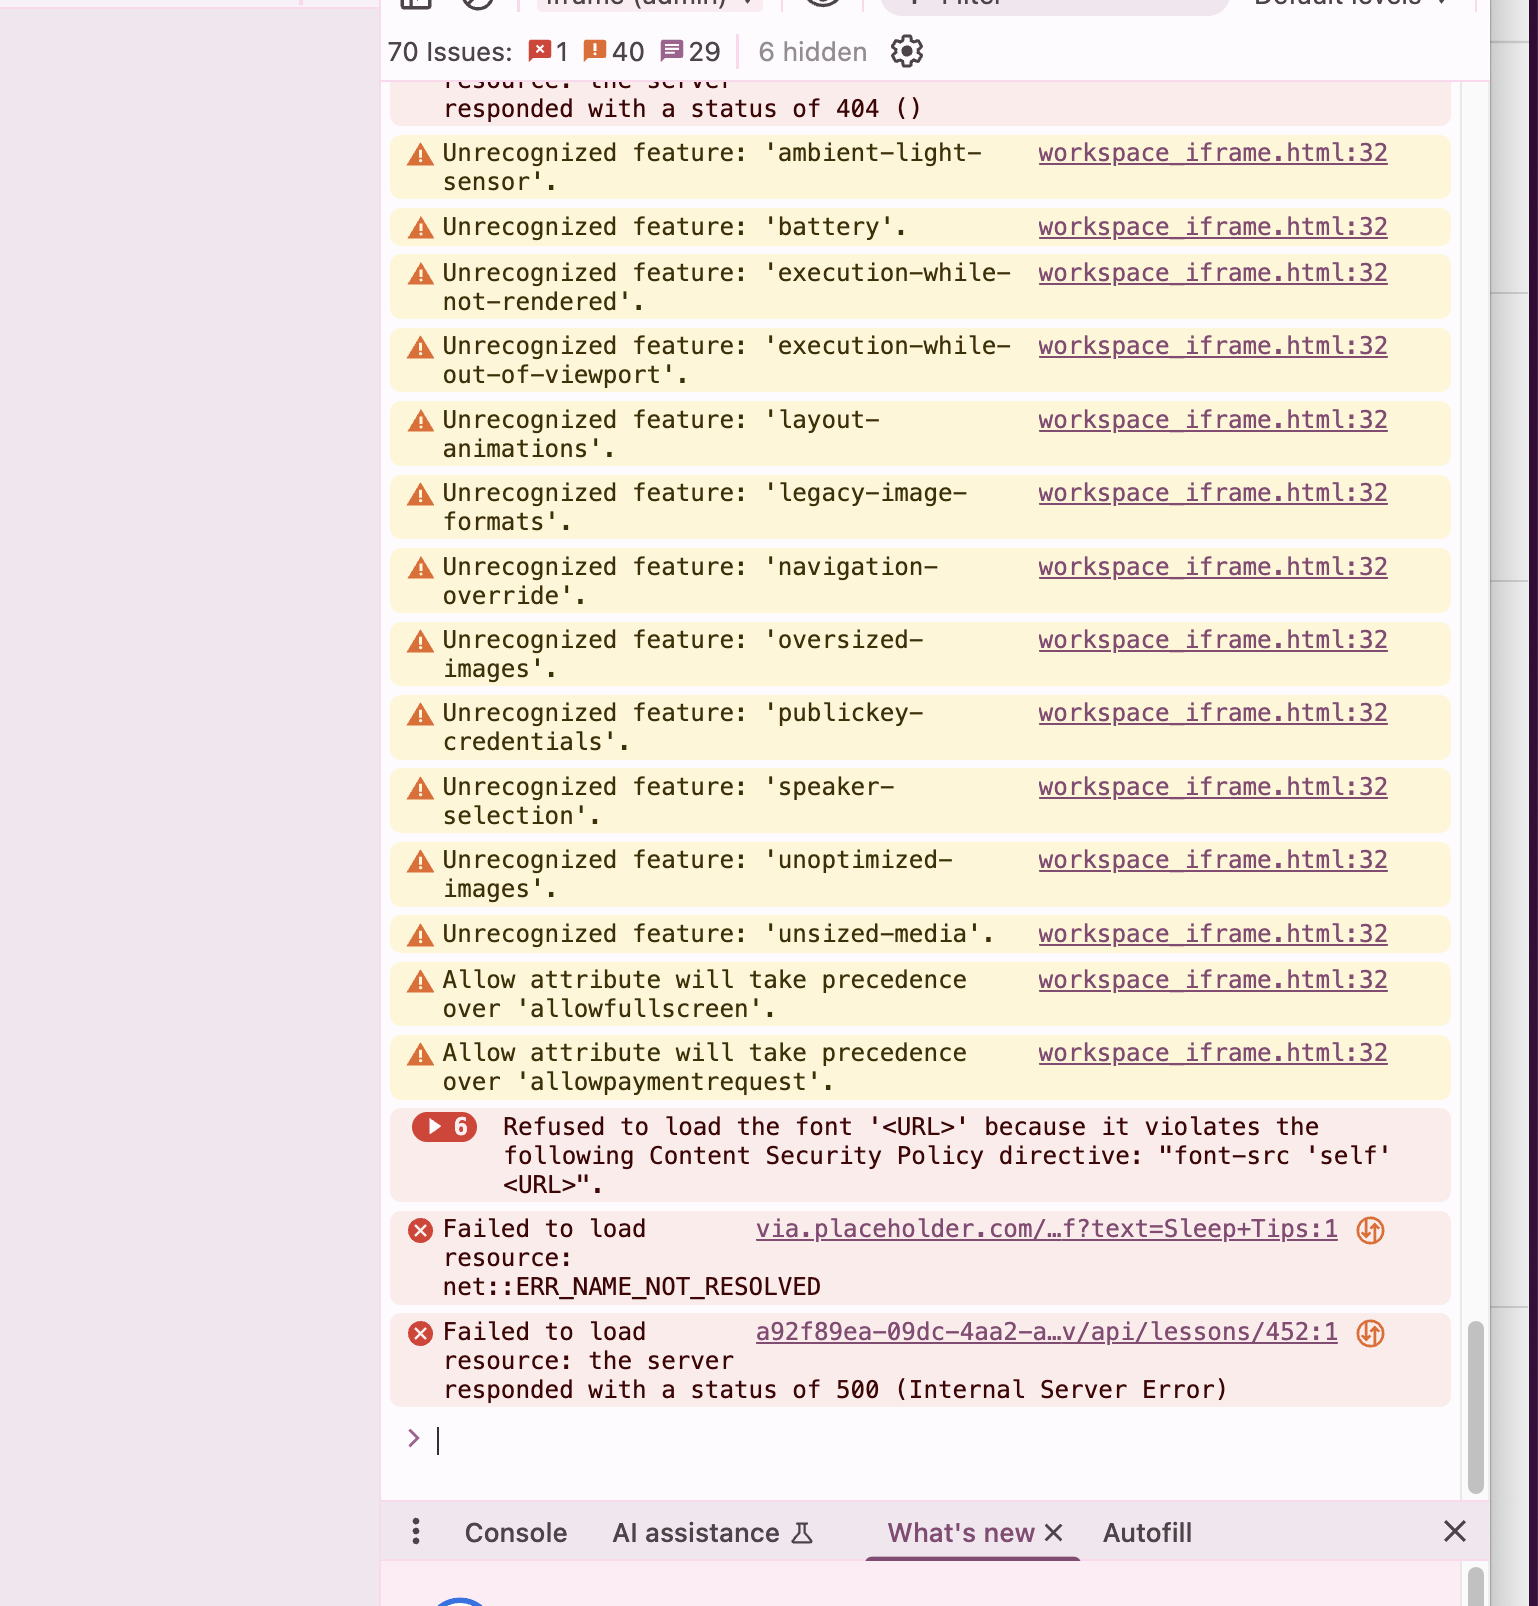 iframe (admin)
Filter
Default levels
70 Issues: 1 40 29 6 hidden
resource: the server
responded with a status of 404 ()
Unrecognized feature: 'ambient-light- workspace_iframe.html:32
sensor'.
Unrecognized feature: 'battery'. workspace_iframe.html:32
Unrecognized feature: 'execution-while- workspace_iframe.html:32
not-rendered'.
Unrecognized feature: 'execution-while- workspace_iframe.html:32
out-of-viewport'.
Unrecognized feature: 'layout- workspace_iframe.html:32
animations'.
Unrecognized feature: 'legacy-image- workspace_iframe.html:32
formats'.
Unrecognized feature: 'navigation- workspace_iframe.html:32
override'.
Unrecognized feature: 'oversized- workspace_iframe.html:32
images'.
Unrecognized feature: 'publickey- workspace_iframe.html:32
credentials'.
Unrecognized feature: 'speaker- workspace_iframe.html:32
selection'.
Unrecognized feature: 'unoptimized- workspace_iframe.html:32
images'.
Unrecognized feature: 'unsized-media'. workspace_iframe.html:32
Allow attribute will take precedence workspace_iframe.html:32
over 'allowfullscreen'.
Allow attribute will take precedence workspace_iframe.html:32
over 'allowpaymentrequest'.
6 Refused to load the font '<URL>' because it violates the
following Content Security Policy directive: "font-src 'self'
<URL>".
Failed to load via.placeholder.com/…f?text=Sleep+Tips:1
resource:
net::ERR_NAME_NOT_RESOLVED
Failed to load a92f89ea-09dc-4aa2-a…v/api/lessons/452:1
resource: the server
responded with a status of 500 (Internal Server Error)
>
Console AI assistance What's new Autofill